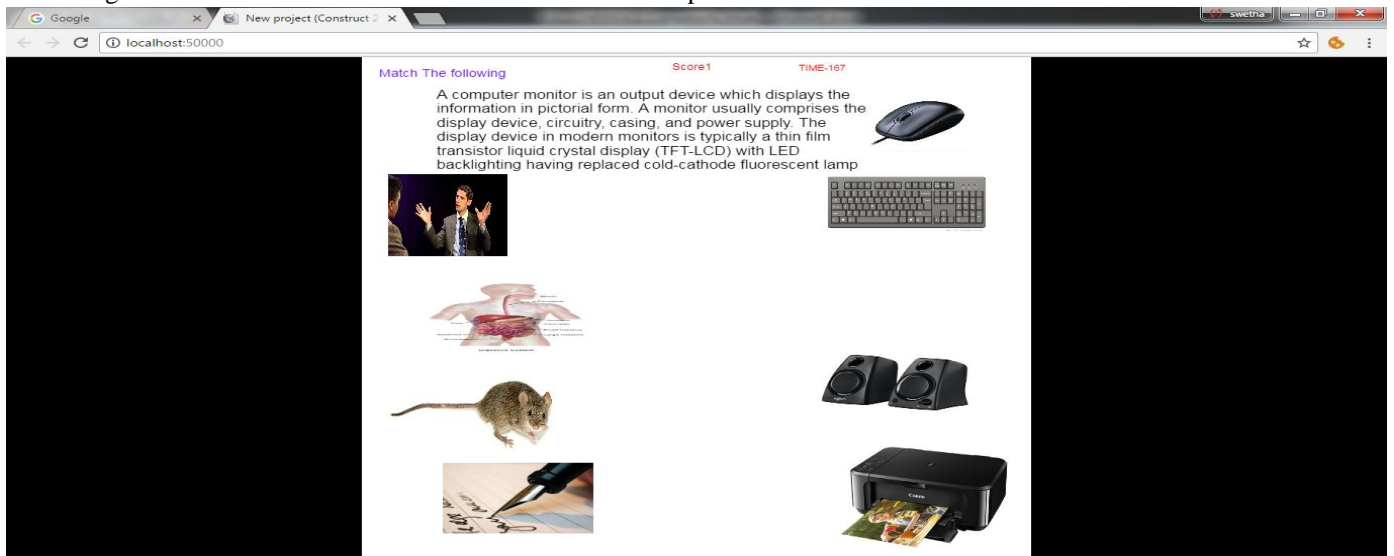 Google
New project (Construct 2
swetha
localhost:50000
Match The following
Score1
TIME-167
A computer monitor is an output device which displays the
information in pictorial form. A monitor usually comprises the
display device, circuitry, casing, and power supply. The
display device in modern monitors is typically a thin film
transistor liquid crystal display (TFT-LCD) with LED
backlighting having replaced cold-cathode fluorescent lamp
Canon